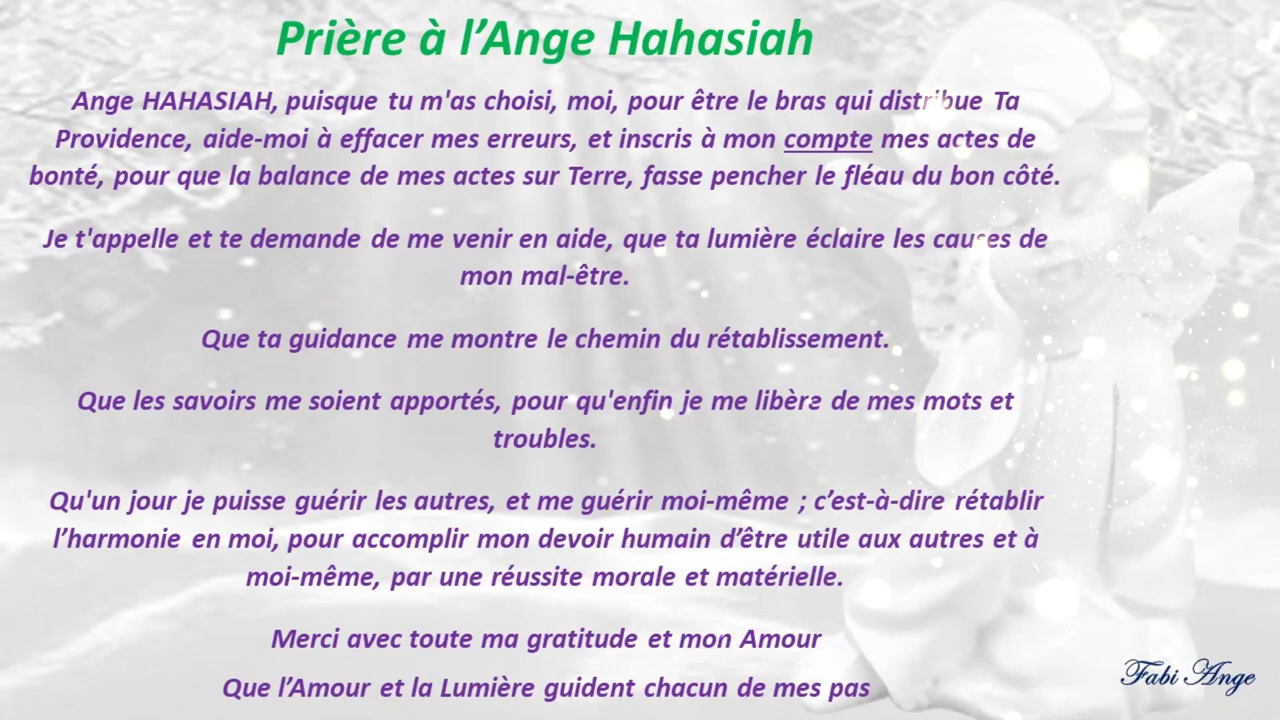 Prière à l’Ange Hahasiah
Ange HAHASIAH, puisque tu m'as choisi, moi, pour être le bras qui distribue Ta
Providence, aide-moi à effacer mes erreurs, et inscris à mon compte mes actes de
bonté, pour que la balance de mes actes sur Terre, fasse pencher le fléau du bon côté.
Je t'appelle et te demande de me venir en aide, que ta lumière éclaire les causes de
mon mal-être.
Que ta guidance me montre le chemin du rétablissement.
Que les savoirs me soient apportés, pour qu'enfin je me libère de mes mots et
troubles.
Qu'un jour je puisse guérir les autres, et me guérir moi-même ; c’est-à-dire rétablir
l’harmonie en moi, pour accomplir mon devoir humain d’être utile aux autres et à
moi-même, par une réussite morale et matérielle.
Merci avec toute ma gratitude et mon Amour
Que l’Amour et la Lumière guident chacun de mes pas
Fabi Ange